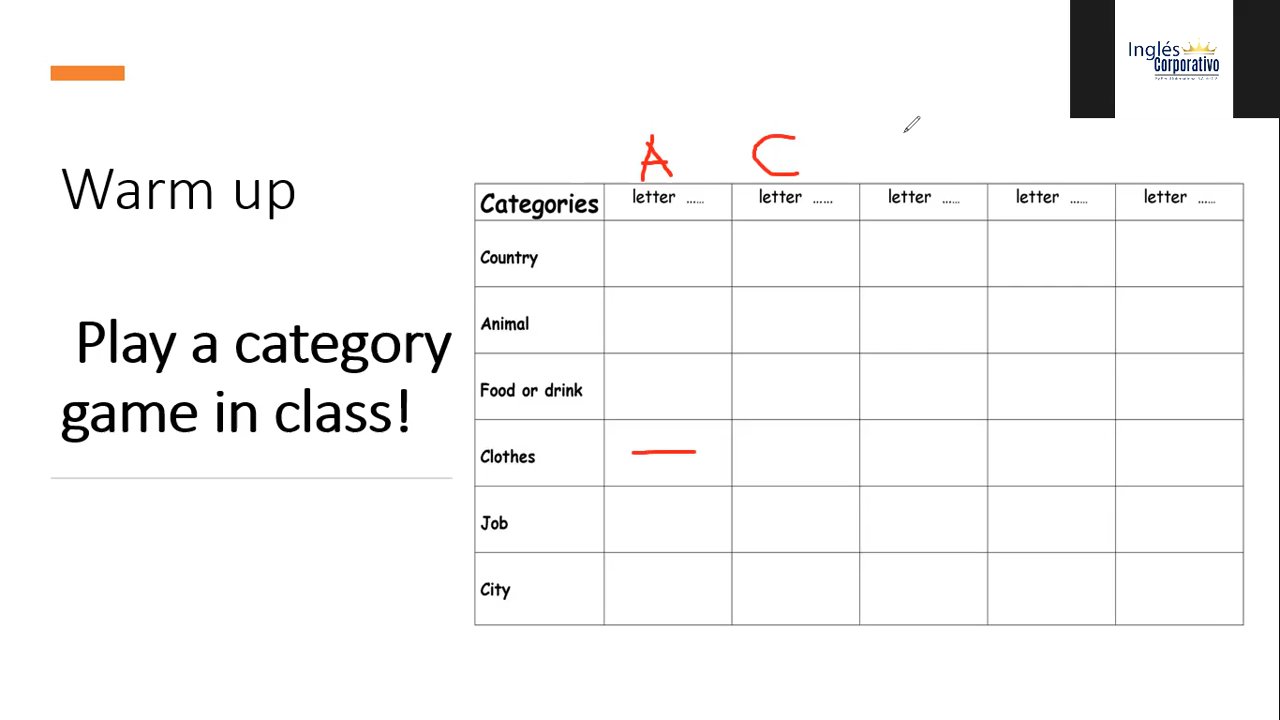 Inglés
Corporativo
Warm up
Play a category
game in class!
A C
Categories letter ...... letter ...... letter ...... letter ...... letter ......
Country
Animal
Food or drink
Clothes
Job
City